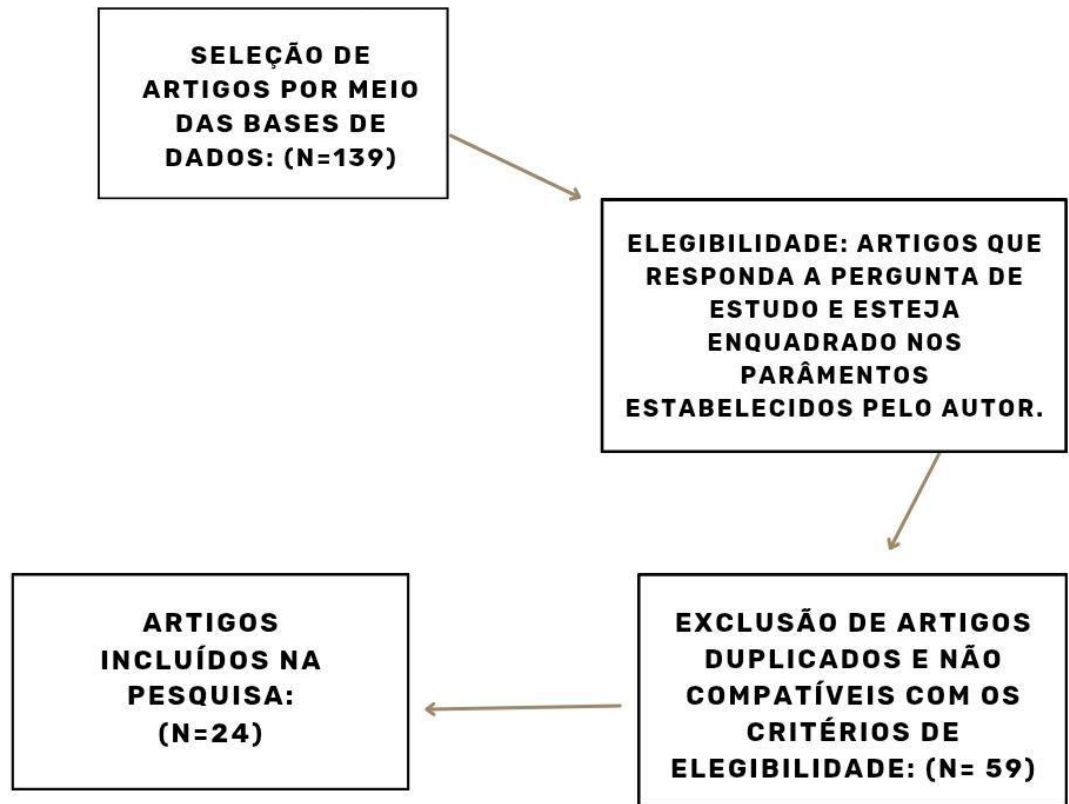 SELEÇÃO DE
ARTIGOS POR MEIO
DAS BASES DE
DADOS: (N=139)
ELEGIBILIDADE: ARTIGOS QUE
RESPONDA A PERGUNTA DE
ESTUDO E ESTEJA
ENQUADRADO NOS
PARÂMENTOS
ESTABELECIDOS PELO AUTOR.
EXCLUSÃO DE ARTIGOS
DUPLICADOS E NÃO
COMPATÍVEIS COM OS
CRITÉRIOS DE
ELEGIBILIDADE: (N= 59)
ARTIGOS
INCLUÍDOS NA
PESQUISA:
(N=24)